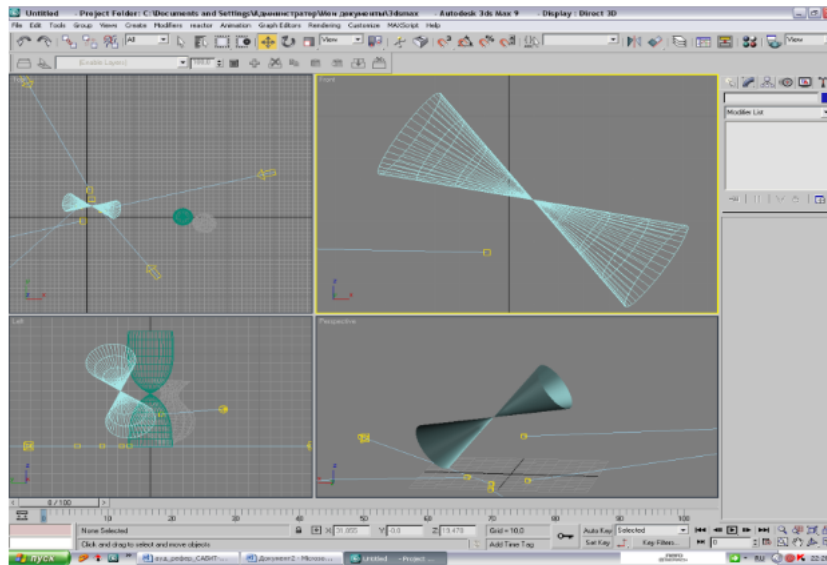 Untitled - Project Folder: C:\Documents and Settings\Администратор\Мои документы\3dsmax - Autodesk 3ds Max 9 - Display : Direct 3D
File Edit Tools Group Views Create Modifiers reactor Animation Graph Editors Rendering Customize MAXScript Help
All View View
Front
Modifier List
Left Perspective
0 / 100
0 10 20 30 40 50 60 70 80 90 100
None Selected X: Y: Z: Grid = 10,0 Auto Key Selected
Click and drag to select and move objects Add Time Tag Set Key Key Filters... 0
пуск Документ2 - Microso... Untitled - Project ... RU